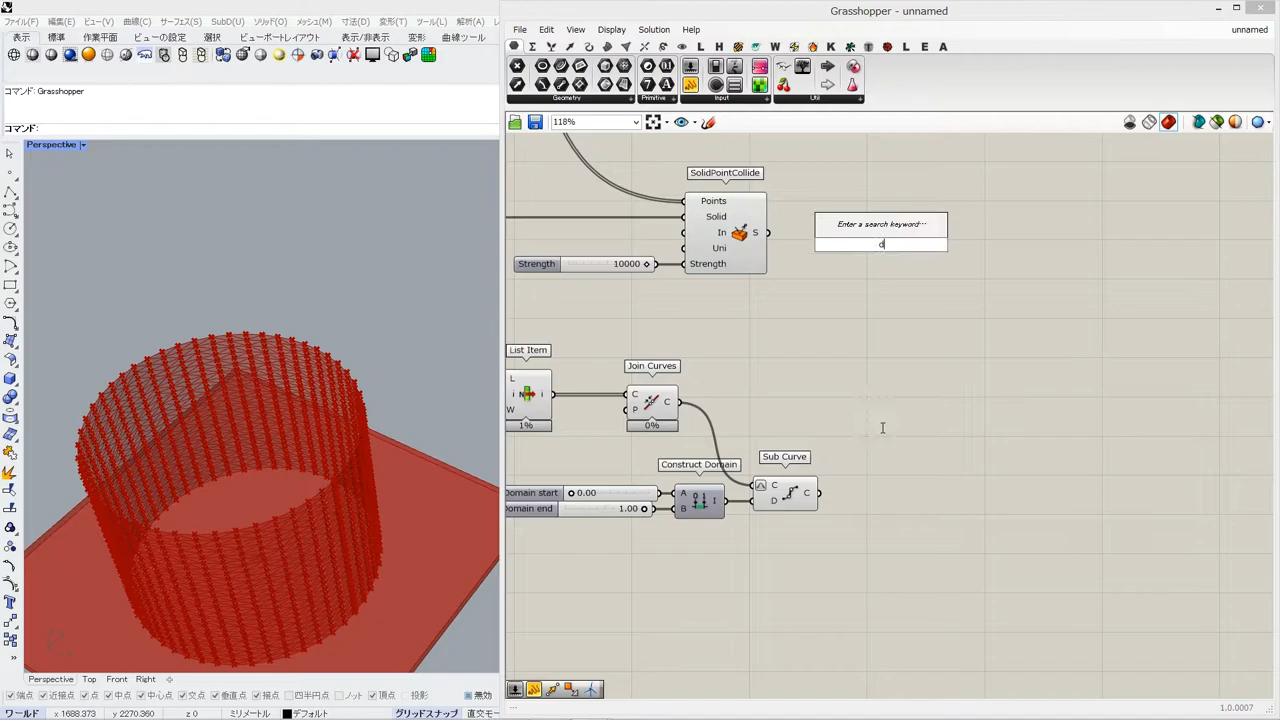 Grasshopper - unnamed
ファイル(F) 編集(E) ビュー(V) 曲線(C) サーフェス(S) SubD(U) ソリッド(O) メッシュ(M) 寸法(D) 変形(T) ツール(L) 解析(A)
File Edit View Display Solution Help unnamed
表示 作業平面 ビューの設定 選択 ビューポートレイアウト 表示/非表示 変形 曲線ツール
L H W K T L E A
Geometry Primitive Input Util
コマンド: Grasshopper
コマンド:
118%
Perspective
SolidPointCollide
Points
Solid
In S
Uni
Strength
Strength 10000
Enter a search keyword...
d
List Item
L
i i
W
1%
Join Curves
C C
P
0%
Construct Domain
Domain start 0.00
Domain end 1.00
A I
B
Sub Curve
C C
D
Perspective Top Front Right
端点 近接点 点 中点 中心点 交点 垂直点 接点 四半円点 ノット 頂点 投影 無効
ワールド x 1688.373 y 2270.360 z 0 ミリメートル デフォルト グリッドスナップ 直交モー
1.0.0007